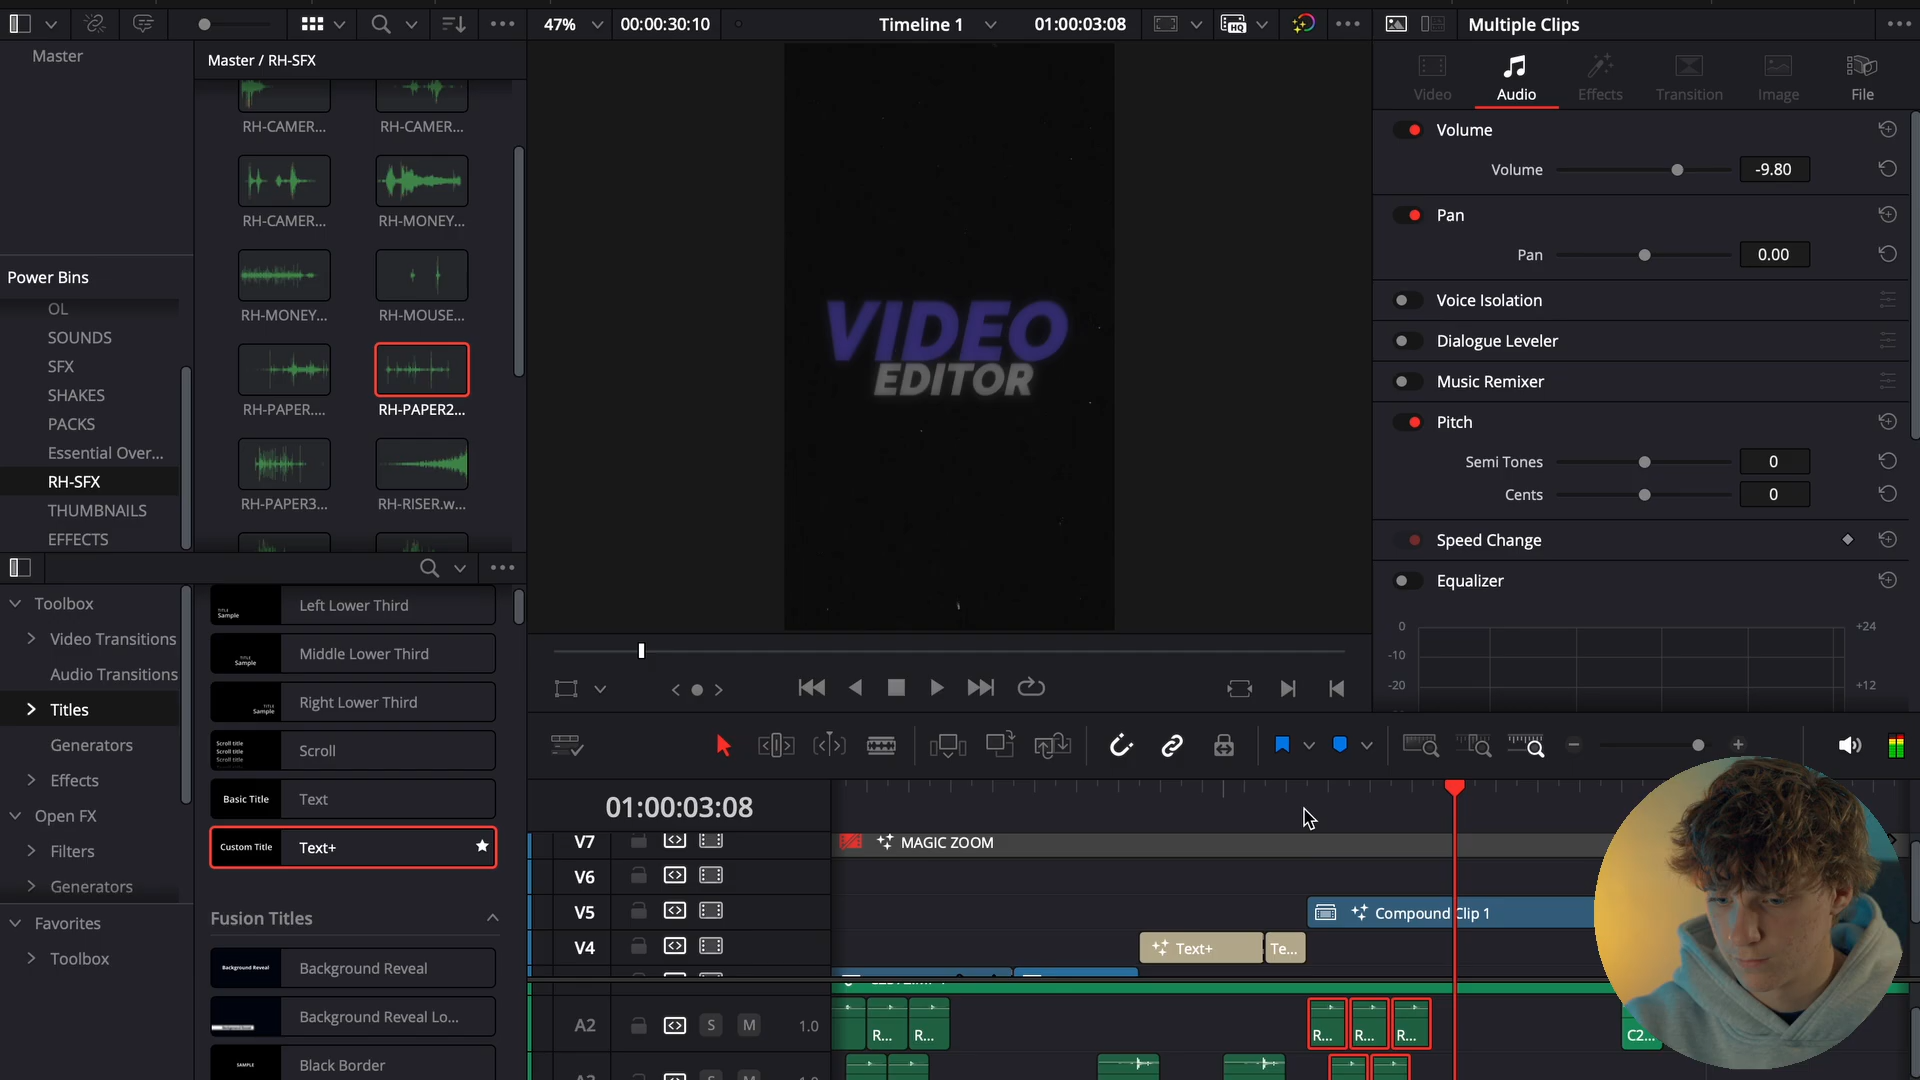 47%
00:00:30:10
Timeline 1
01:00:03:08
Multiple Clips
Master
Master / RH-SFX
RH-CAMER...
RH-CAMER...
RH-CAMER...
RH-MONEY...
RH-MONEY...
RH-MOUSE...
RH-PAPER....
RH-PAPER2...
RH-PAPER3...
RH-RISER.w...
Power Bins
OL
SOUNDS
SFX
SHAKES
PACKS
Essential Over...
RH-SFX
THUMBNAILS
EFFECTS
VIDEO
EDITOR
Video
Audio
Effects
Transition
Image
File
Volume
Volume
-9.80
Pan
Pan
0.00
Voice Isolation
Dialogue Leveler
Music Remixer
Pitch
Semi Tones
0
Cents
0
Speed Change
Equalizer
0
+24
-10
-20
+12
Toolbox
Video Transitions
Audio Transitions
Titles
Generators
Effects
Open FX
Filters
Generators
Favorites
Toolbox
Left Lower Third
Middle Lower Third
Right Lower Third
Scroll
Basic Title
Text
Custom Title
Text+
Fusion Titles
Background Reveal
Background Reveal
Background Reveal Lo...
SAMPLE
Black Border
01:00:03:08
V7
MAGIC ZOOM
V6
V5
Compound Clip 1
V4
Text+
Te...
A2
S
M
1.0
R...
R...
R...
R...
R...
C2...